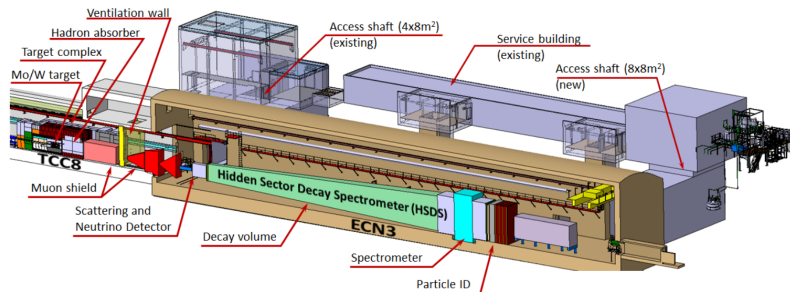 Ventilation wall
Hadron absorber
Target complex
Mo/W target
Access shaft (4x8m²)
(existing)
Service building
(existing)
Access shaft (8x8m²)
(new)
TCC8
Muon shield
Scattering and
Neutrino Detector
Hidden Sector Decay Spectrometer (HSDS)
Decay volume
ECN3
Spectrometer
Particle ID